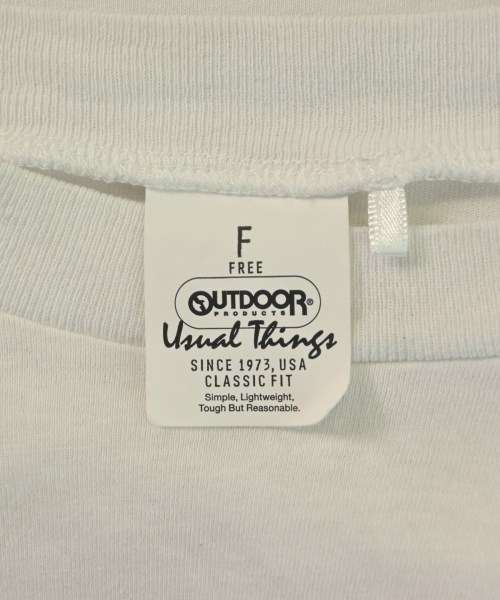 F
FREE
OUTDOOR®
PRODUCTS
Usual Things
SINCE 1973, USA
CLASSIC FIT
Simple, Lightweight,
Tough But Reasonable.